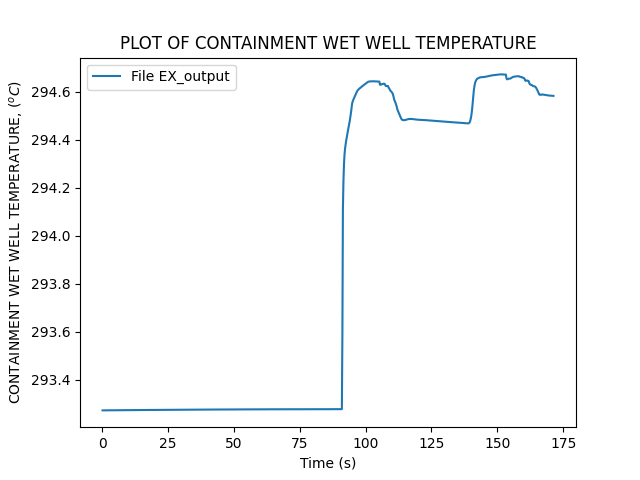 PLOT OF CONTAINMENT WET WELL TEMPERATURE
File EX_output
CONTAINMENT WET WELL TEMPERATURE, (°C)
294.6
294.4
294.2
294.0
293.8
293.6
293.4
0 25 50 75 100 125 150 175
Time (s)